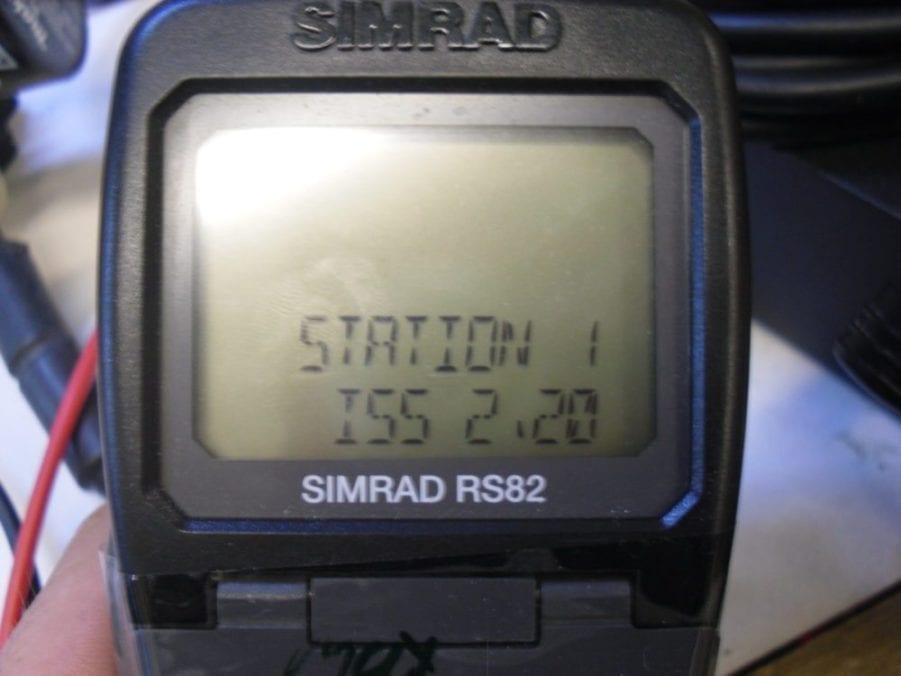 SIMRAD
STATION 1
ISS 2.20
SIMRAD RS82